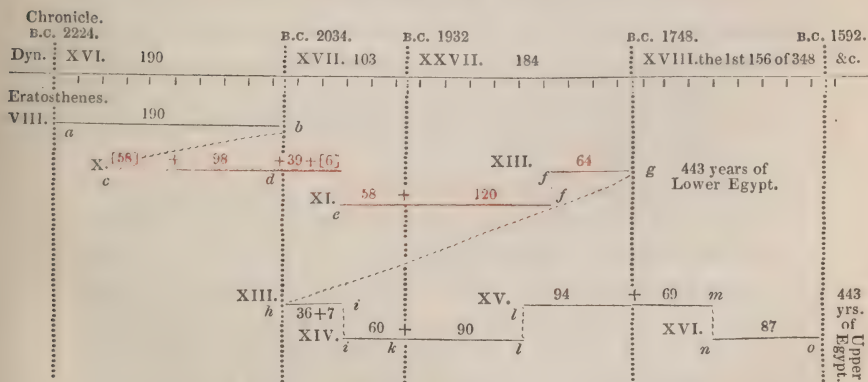 Chronicle.
B.C. 2224. B.C. 2034. B.C. 1932 B.C. 1748. B.C. 1592.
Dyn. XVI. 190 XVII. 103 XXVII. 184 XVIII. the 1st 156 of 348 &c.
Eratosthenes.
VIII. 190
a b
X. [58] + 98 +39+[6] XIII. 64
c d f g 443 years of
Lower Egypt.
XI. 58 + 120 f
e
XIII. XV. 94 + 69 m 443
h 36+7 i l yrs.
XIV. 60 + 90 XVI. 87 of
i k l n o Upper
Egypt.